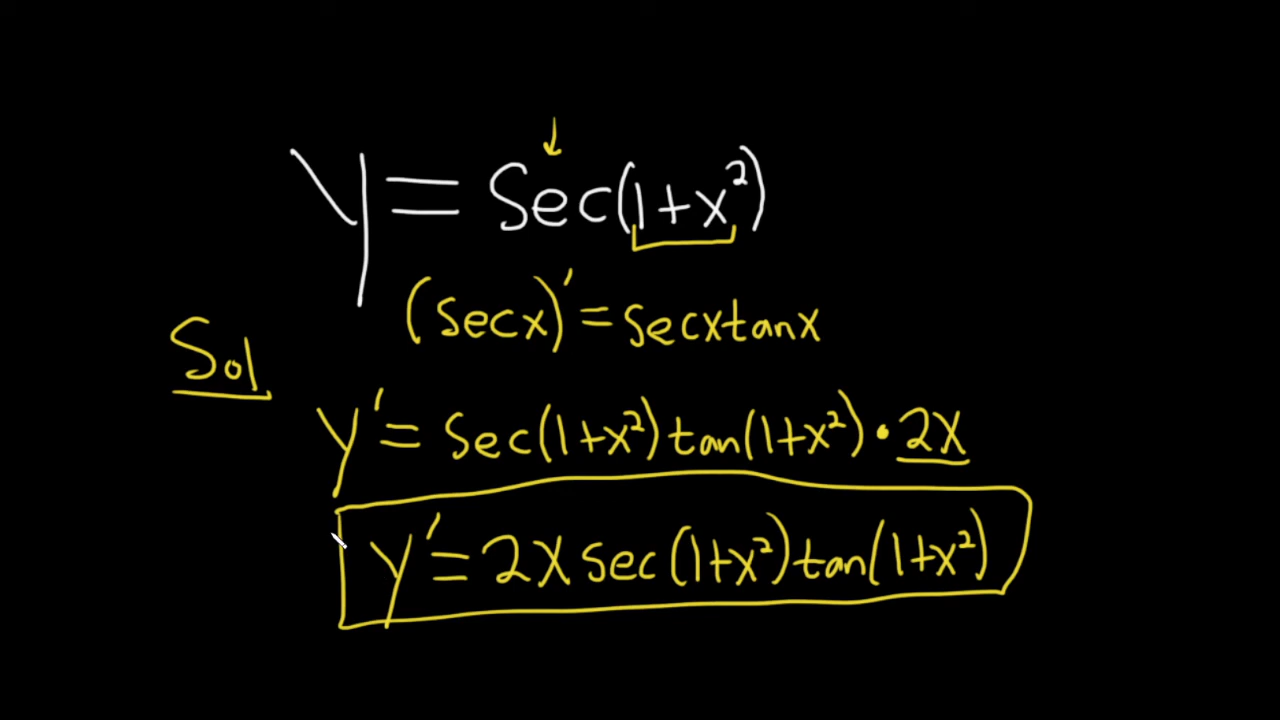 Y = Sec(1+x²)
(secx)' = secxtanx
Sol
Y' = Sec(1+x²)tan(1+x²)·2X
Y' = 2X sec(1+x²)tan(1+x²)